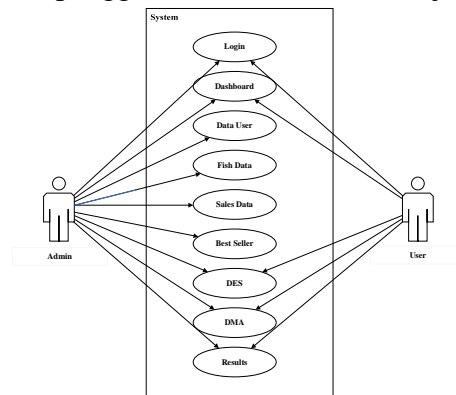 System
Login
Dashboard
Data User
Fish Data
Sales Data
Best Seller
Admin
User
DES
DMA
Results